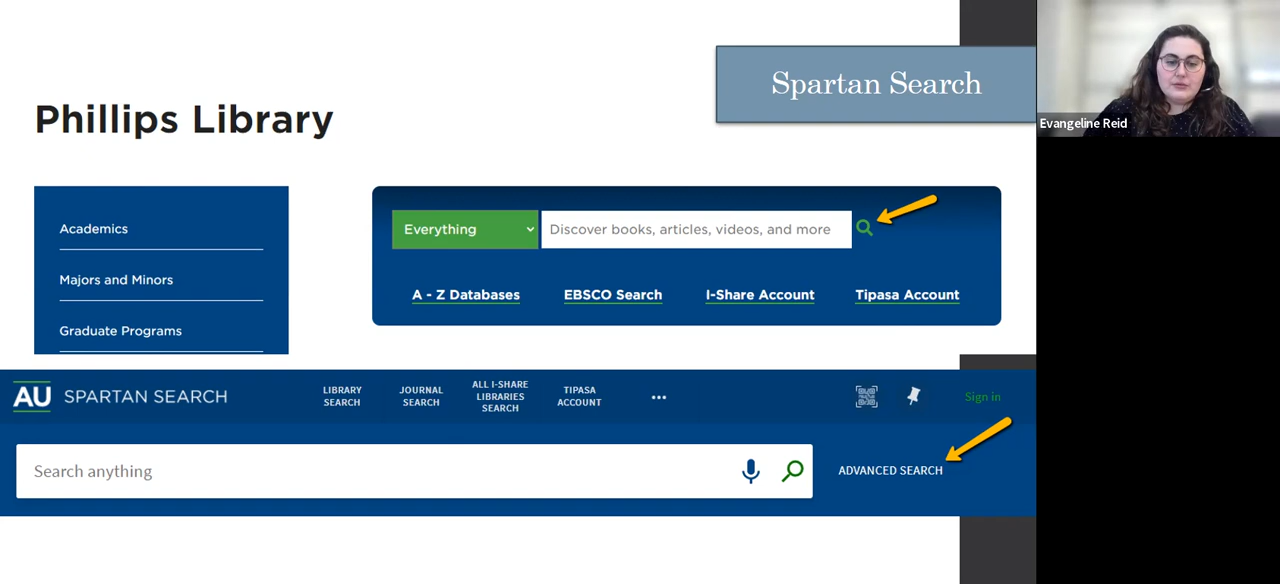 Spartan Search
Evangeline Reid
Phillips Library
Academics
Majors and Minors
Graduate Programs
Everything
Discover books, articles, videos, and more
A - Z Databases
EBSCO Search
I-Share Account
Tipasa Account
AU SPARTAN SEARCH
LIBRARY
SEARCH
JOURNAL
SEARCH
ALL I-SHARE
LIBRARIES
SEARCH
TIPASA
ACCOUNT
...
Sign in
Search anything
ADVANCED SEARCH